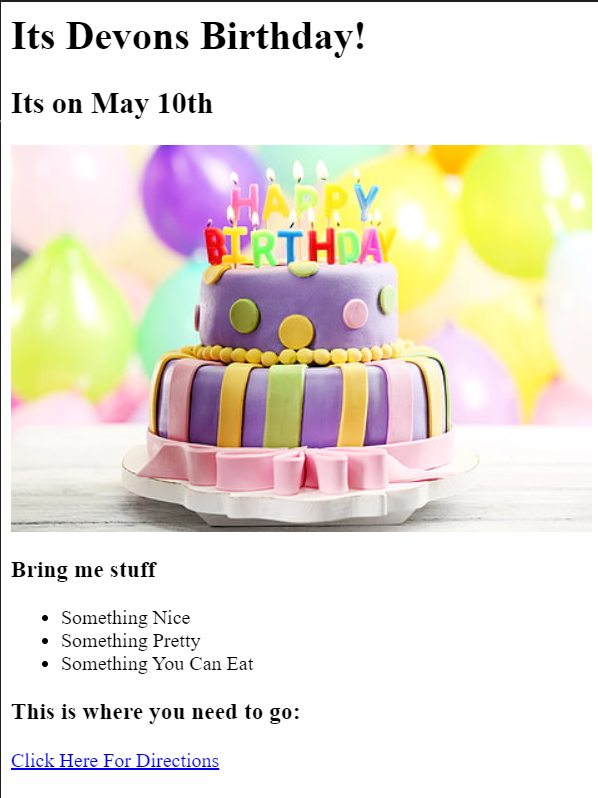 Its Devons Birthday!
Its on May 10th
HAPPY
BIRTHDAY
Bring me stuff
Something Nice
Something Pretty
Something You Can Eat
This is where you need to go:
Click Here For Directions